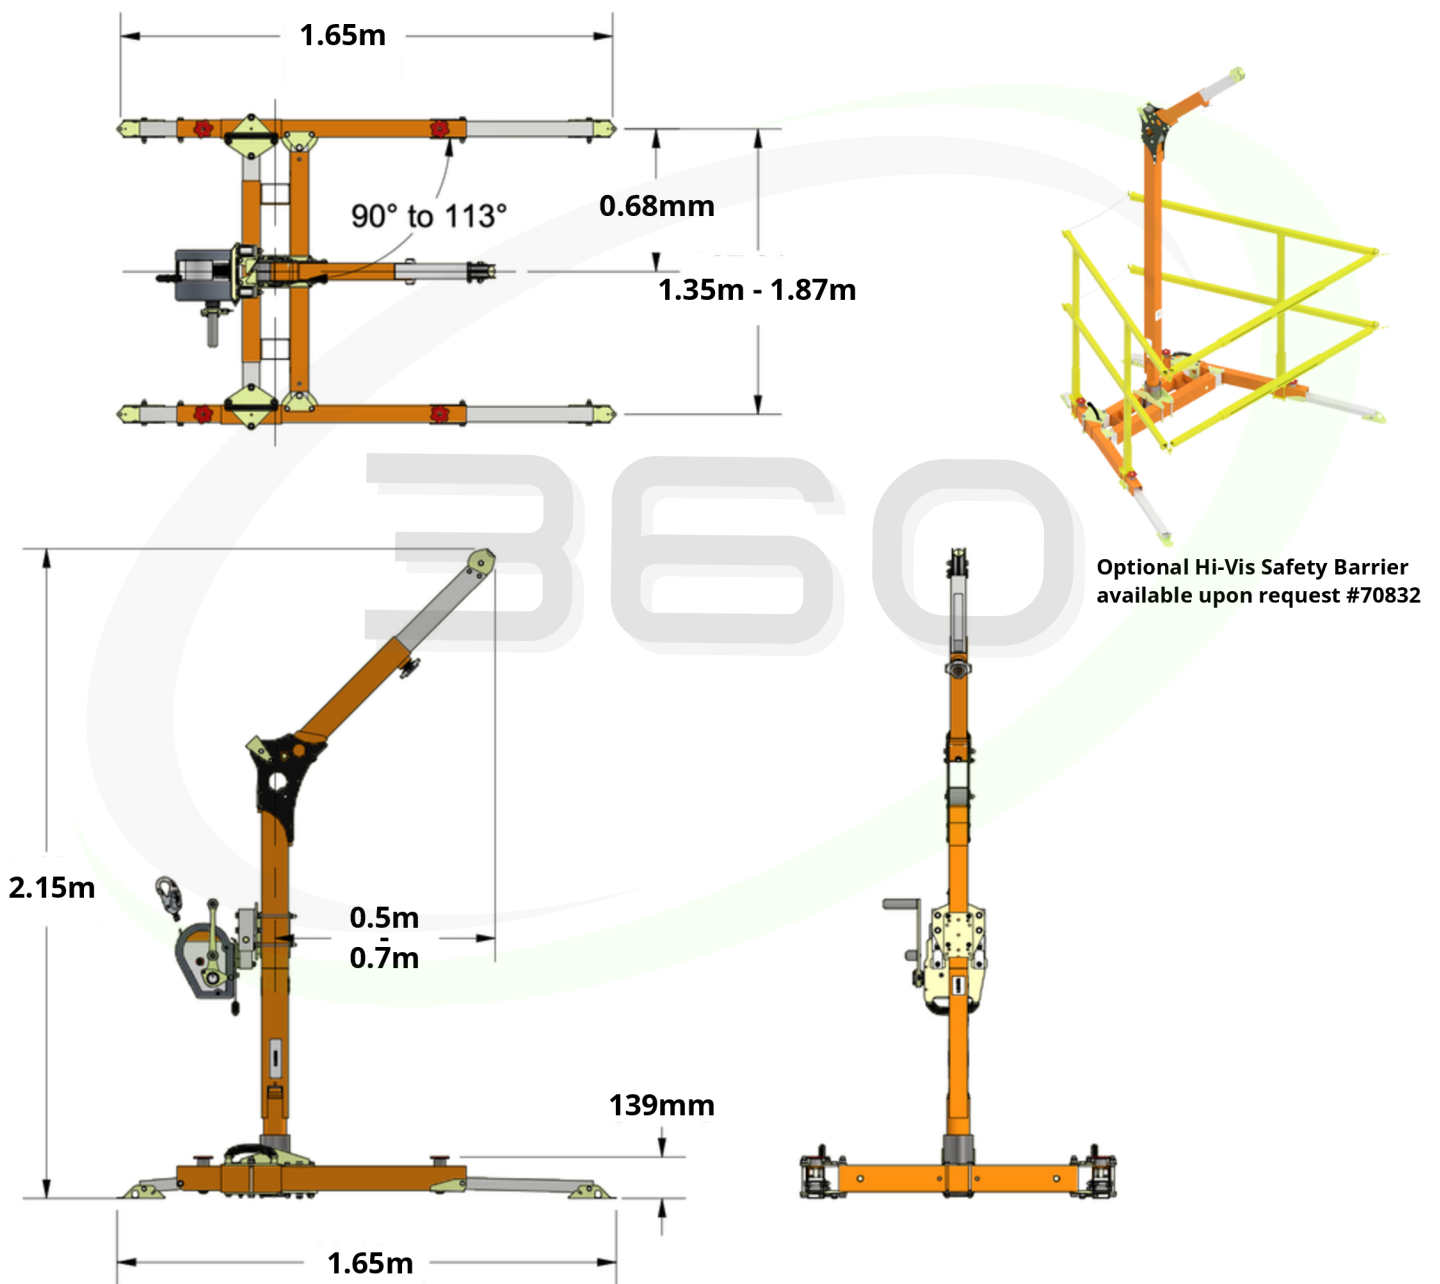 1.65m
90° to 113°
0.68mm
1.35m - 1.87m
360
Optional Hi-Vis Safety Barrier
available upon request #70832
2.15m
0.5m
-
0.7m
139mm
1.65m